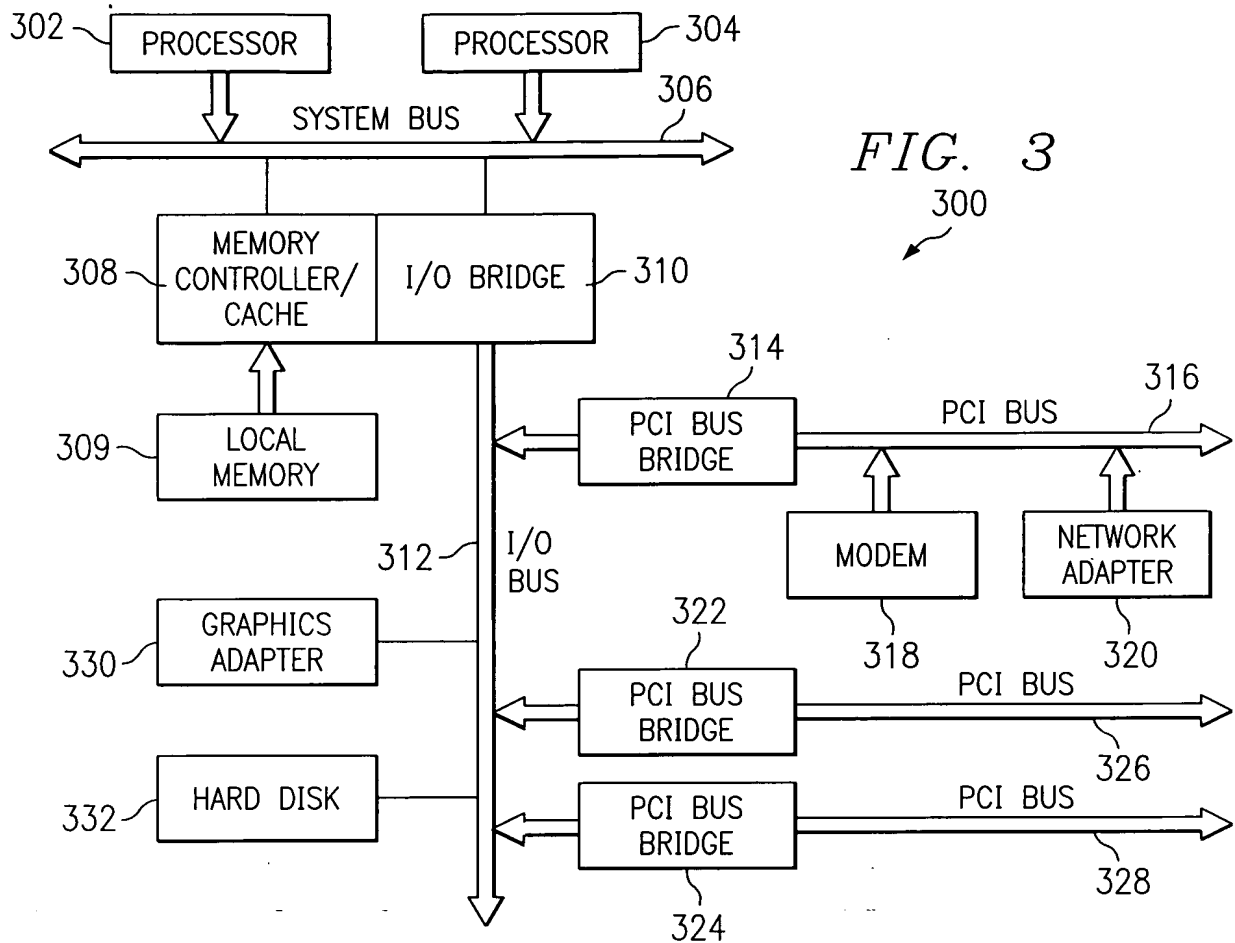 302
PROCESSOR
PROCESSOR
304
SYSTEM BUS
306
FIG. 3
300
308
MEMORY
CONTROLLER/
CACHE
I/O BRIDGE
310
314
309
LOCAL
MEMORY
PCI BUS
BRIDGE
PCI BUS
316
312
I/O
BUS
MODEM
318
NETWORK
ADAPTER
320
330
GRAPHICS
ADAPTER
322
PCI BUS
BRIDGE
PCI BUS
326
332
HARD DISK
PCI BUS
BRIDGE
324
PCI BUS
328